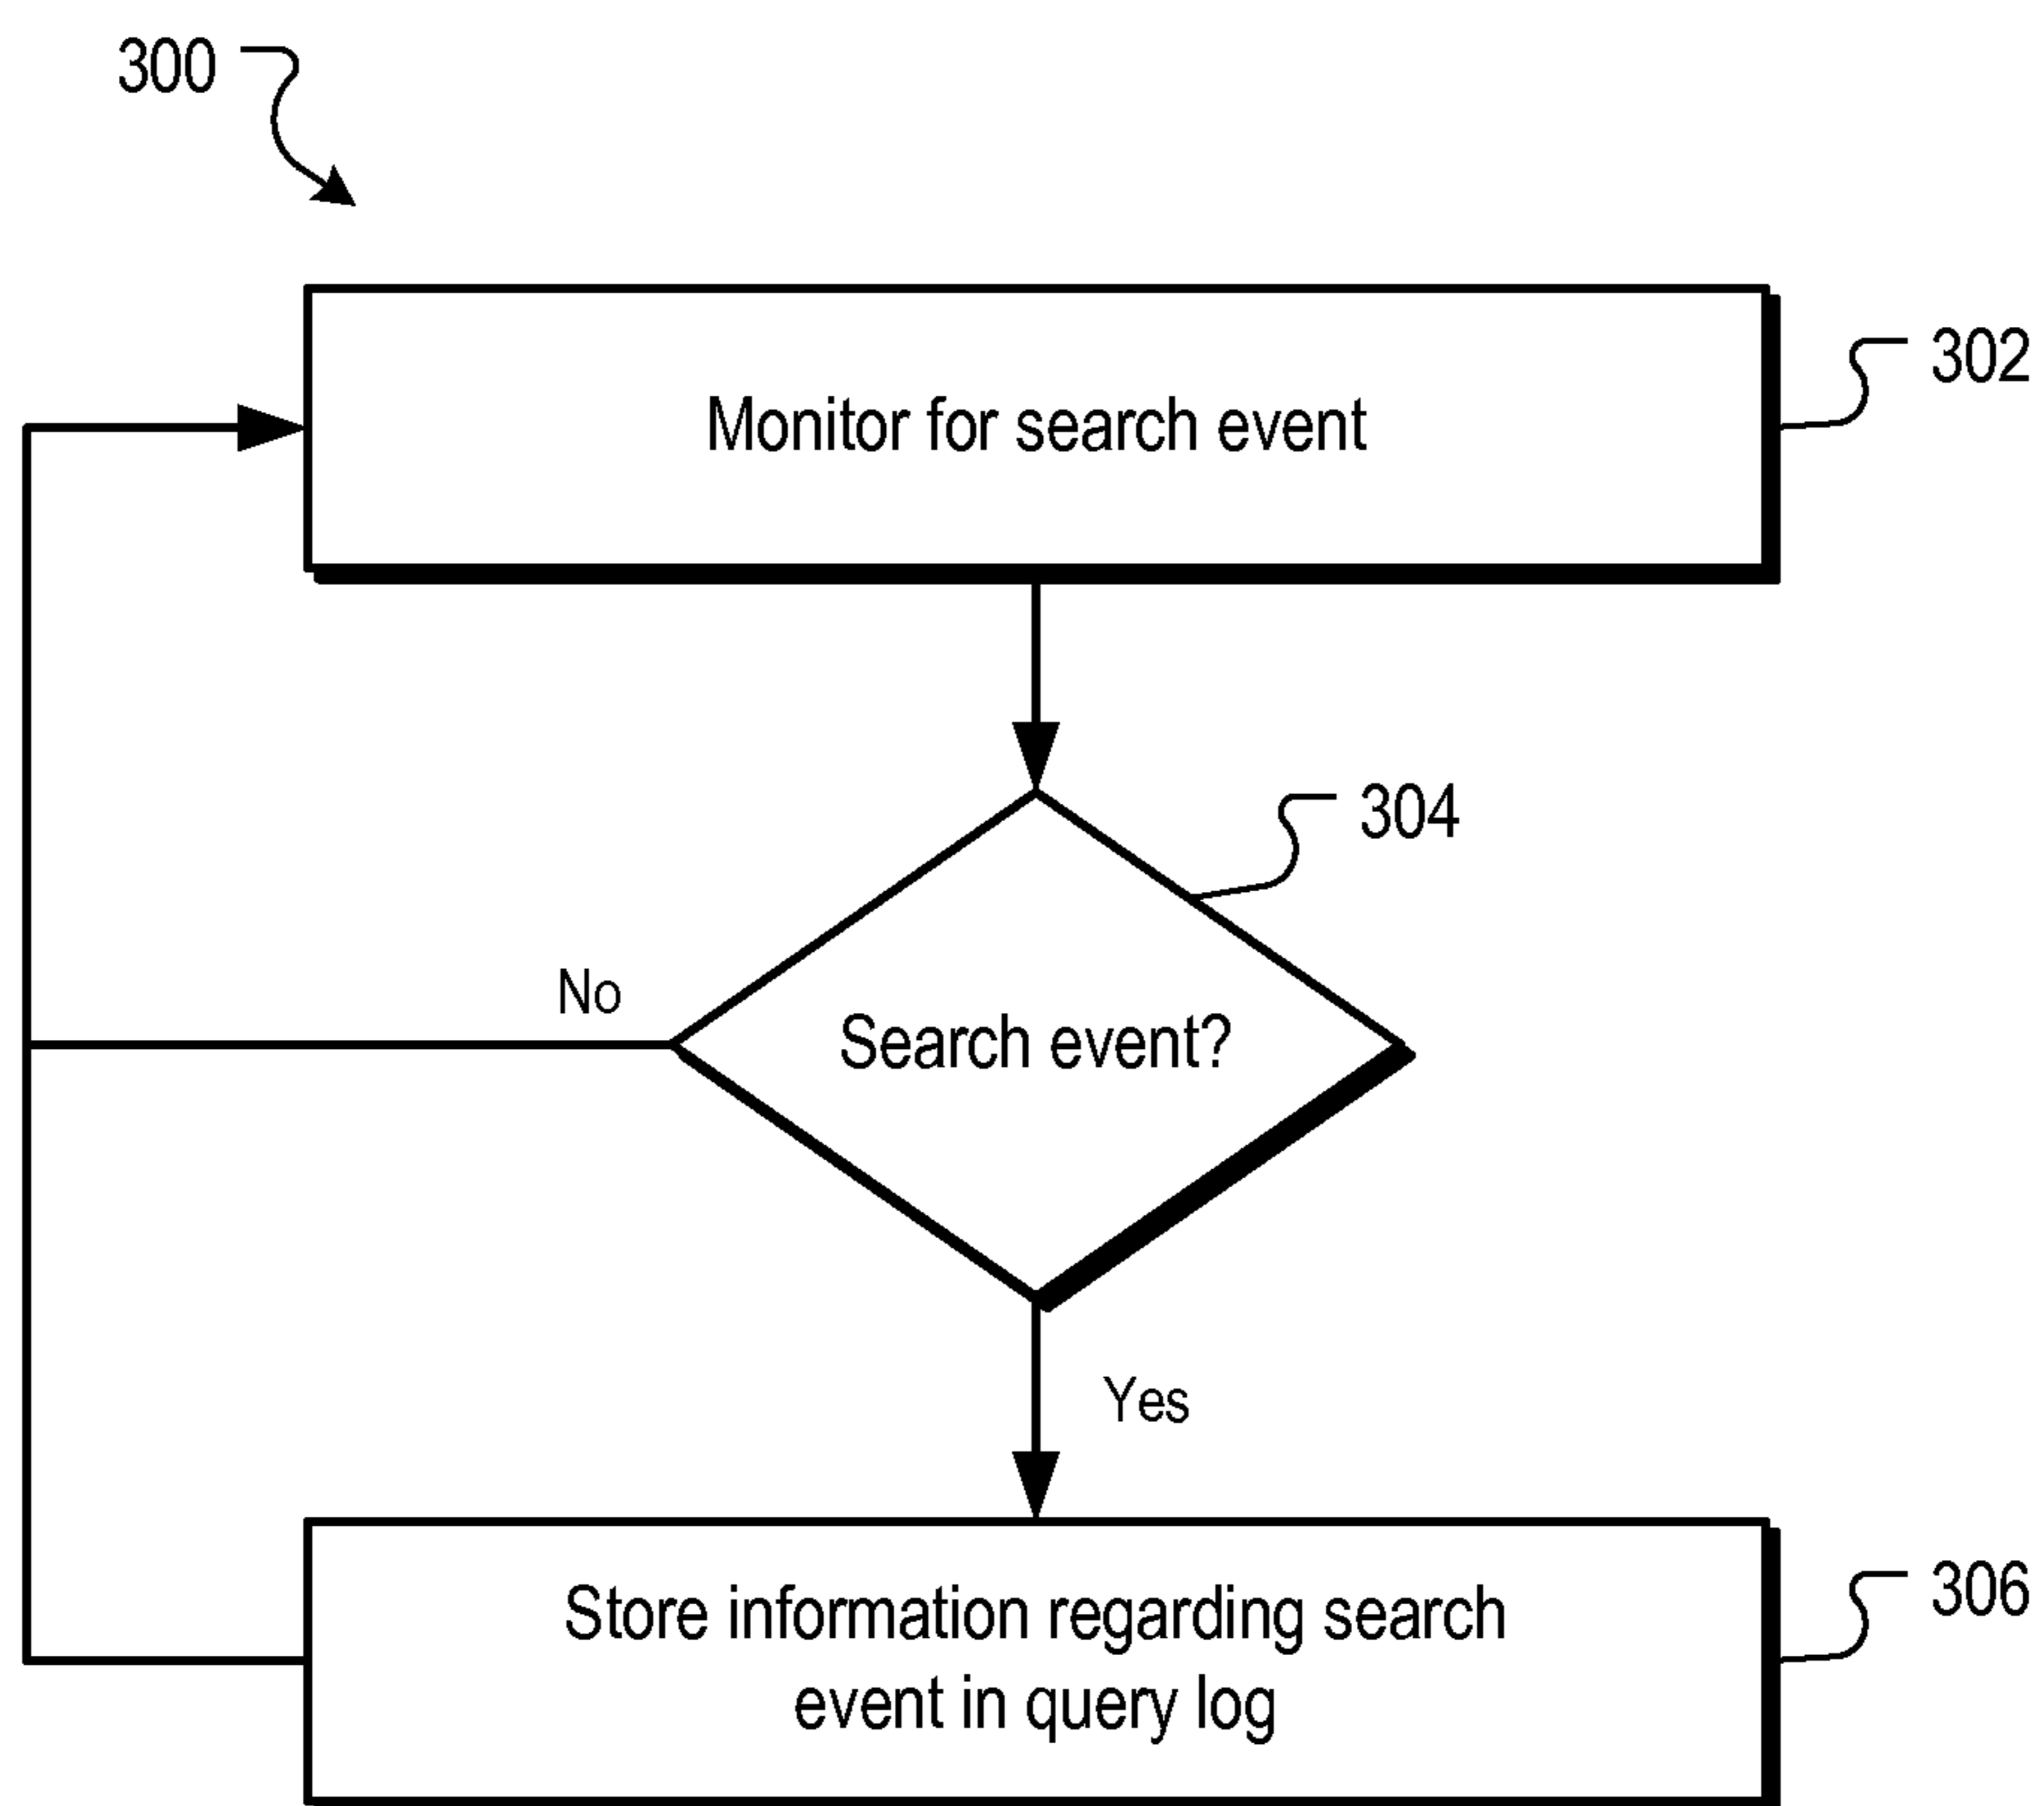 300
302
Monitor for search event
304
No
Search event?
Yes
306
Store information regarding search
event in query log